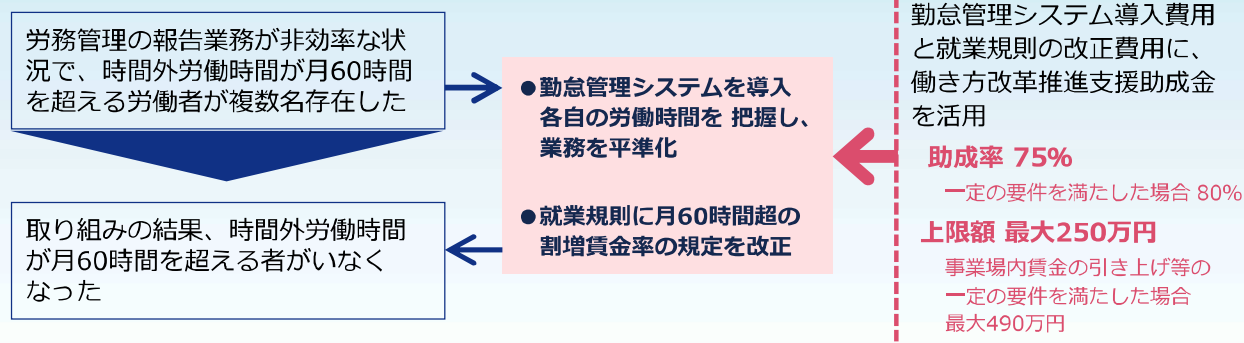 労務管理の報告業務が非効率な状
況で、時間外労働時間が月60時間
を超える労働者が複数名存在した
取り組みの結果、時間外労働時間
が月60時間を超える者がいなく
なった
●勤怠管理システムを導入
各自の労働時間を 把握し、
業務を平準化
●就業規則に月60時間超の
割増賃金率の規定を改正
勤怠管理システム導入費用
と就業規則の改正費用に、
働き方改革推進支援助成金
を活用
助成率 75%
一定の要件を満たした場合 80%
上限額 最大250万円
事業場内賃金の引き上げ等の
一定の要件を満たした場合
最大490万円